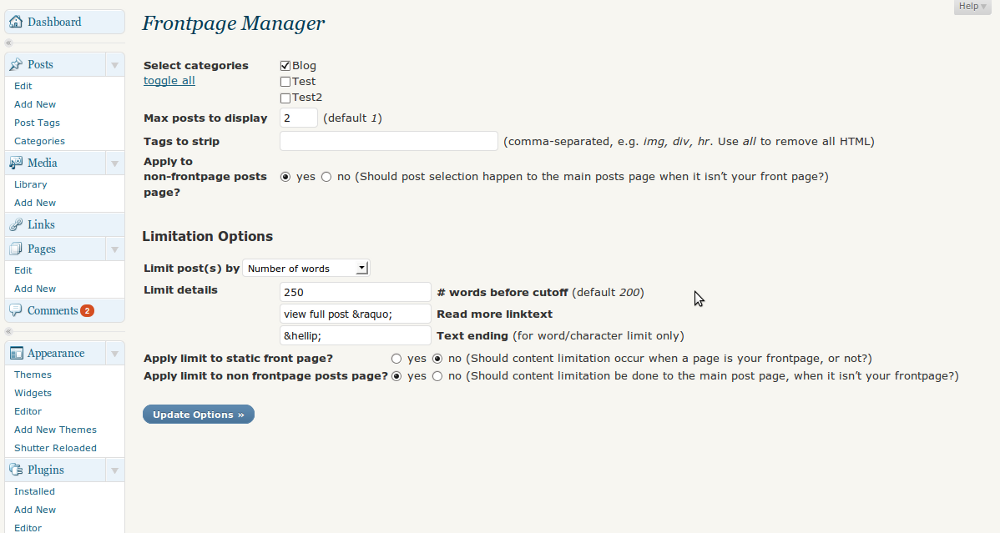 Help
Dashboard
Posts
Edit
Add New
Post Tags
Categories
Media
Library
Add New
Links
Pages
Edit
Add New
Comments 2
Appearance
Themes
Widgets
Editor
Add New Themes
Shutter Reloaded
Plugins
Installed
Add New
Editor
Frontpage Manager
Select categories
toggle all
Blog
Test
Test2
Max posts to display 2 (default 1)
Tags to strip (comma-separated, e.g. img, div, hr. Use all to remove all HTML)
Apply to
non-frontpage posts
page?
yes no (Should post selection happen to the main posts page when it isn't your front page?)
Limitation Options
Limit post(s) by Number of words
Limit details 250 # words before cutoff (default 200)
view full post &raquo; Read more linktext
&hellip; Text ending (for word/character limit only)
Apply limit to static front page? yes no (Should content limitation occur when a page is your frontpage, or not?)
Apply limit to non frontpage posts page? yes no (Should content limitation be done to the main post page, when it isn't your frontpage?)
Update Options »